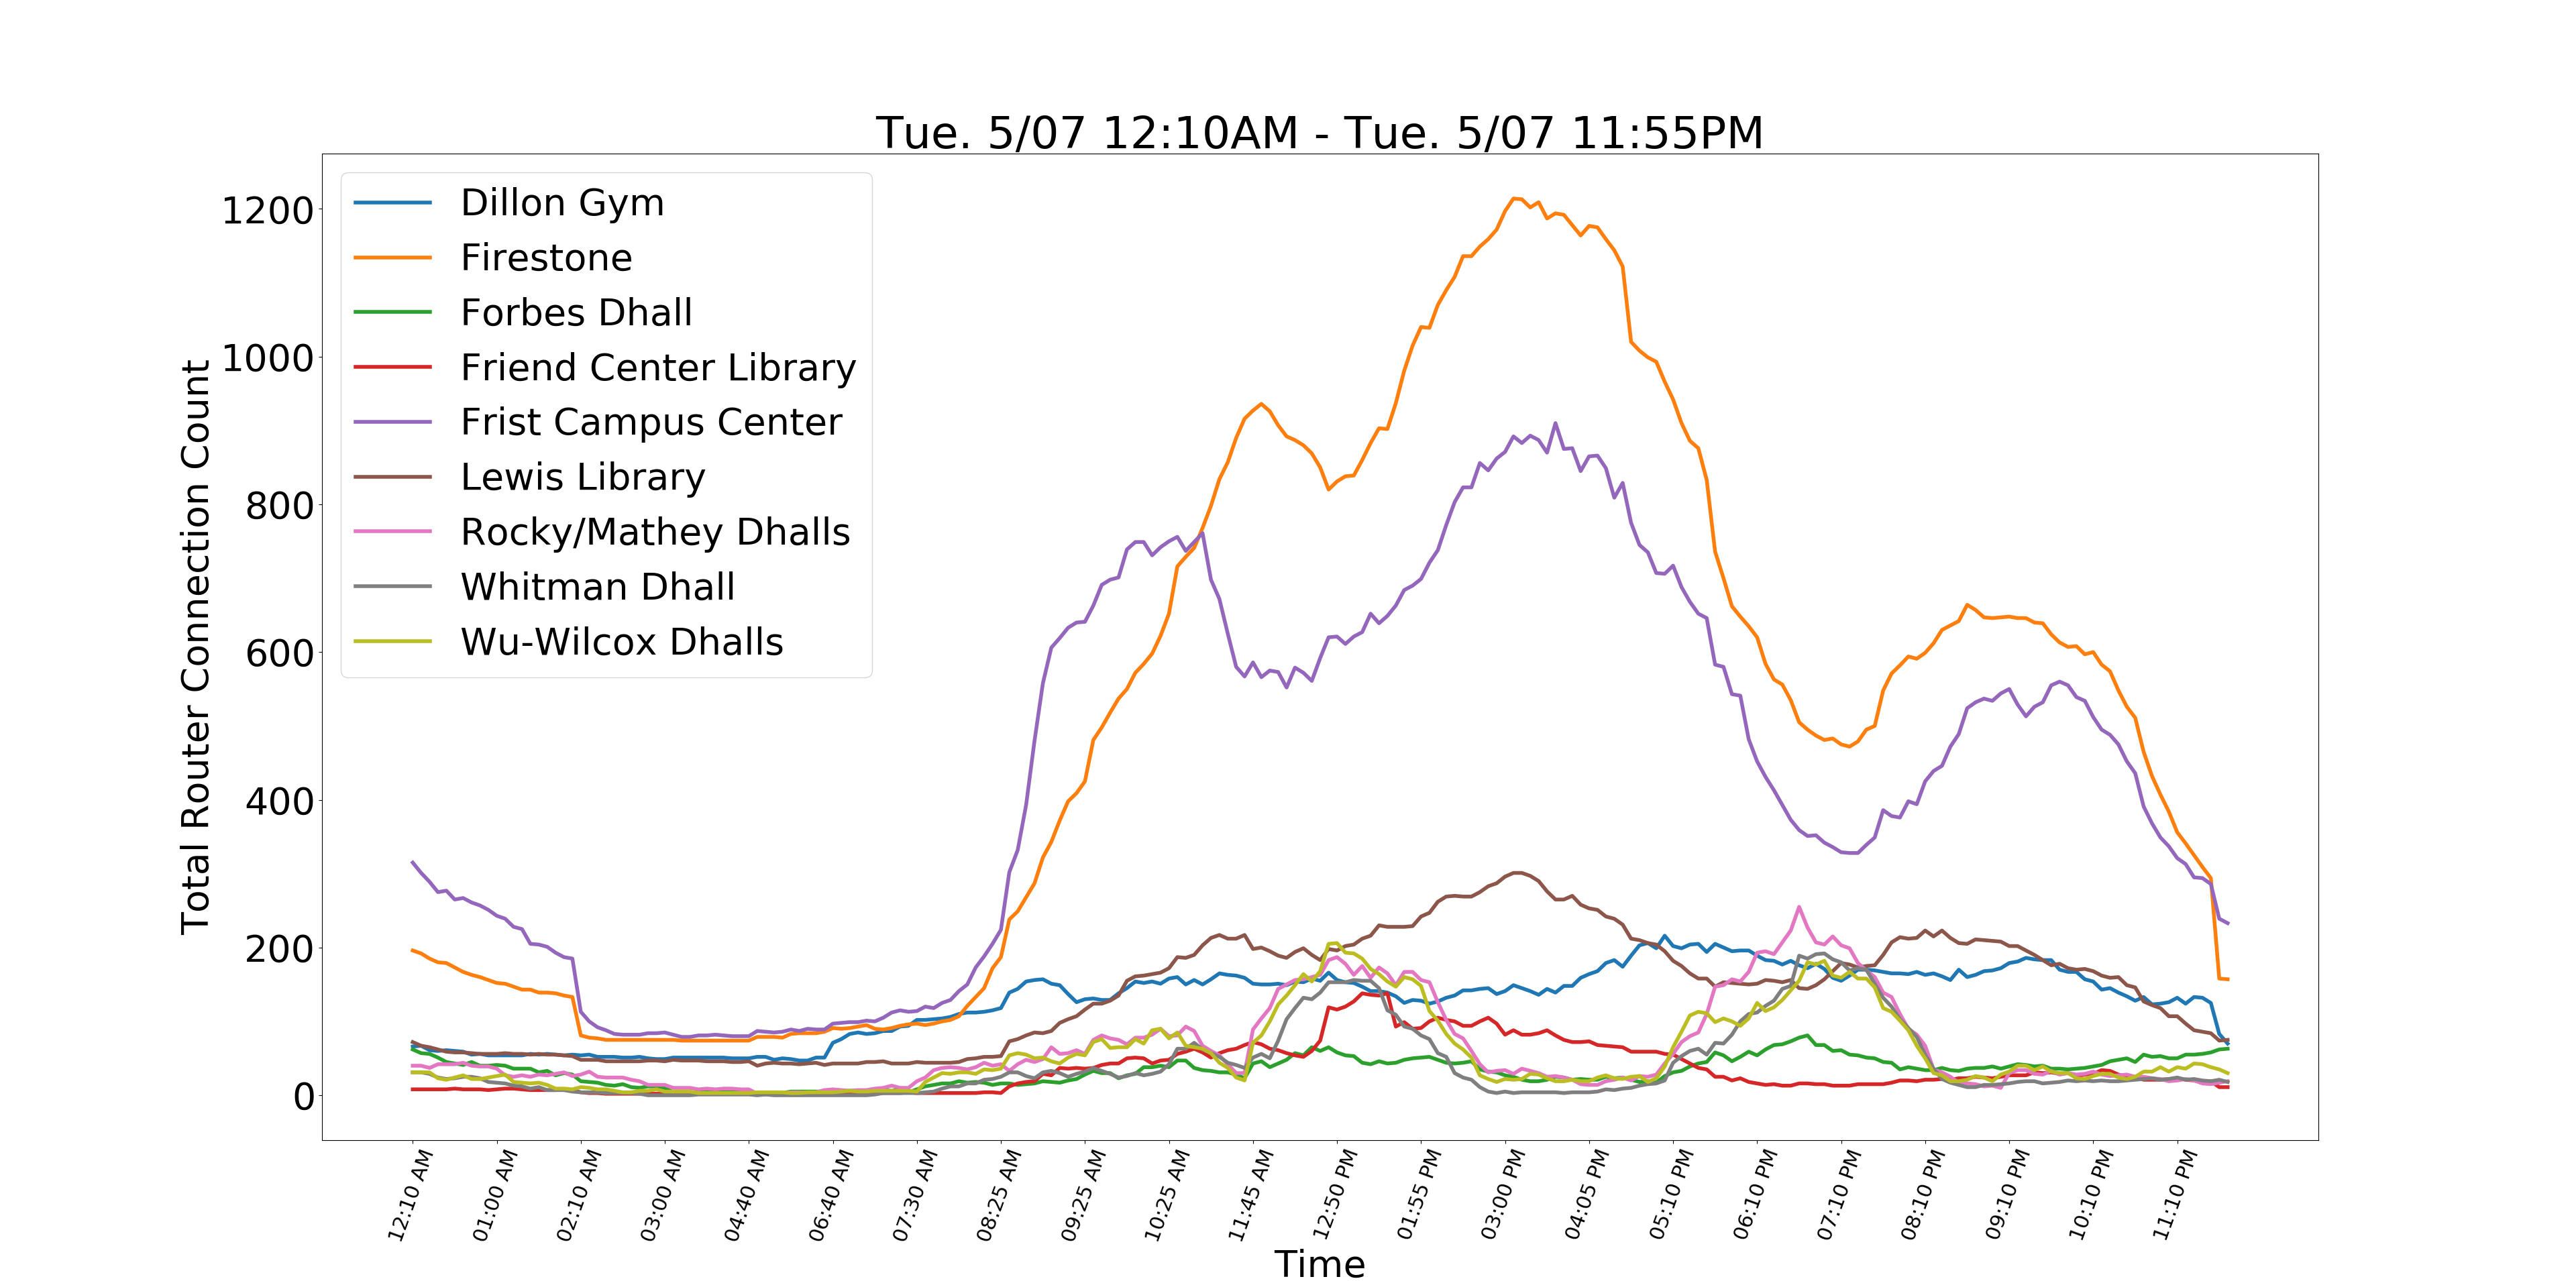 Tue. 5/07 12:10AM - Tue. 5/07 11:55PM
Dillon Gym
Firestone
Forbes Dhall
Friend Center Library
Frist Campus Center
Lewis Library
Rocky/Mathey Dhalls
Whitman Dhall
Wu-Wilcox Dhalls
Total Router Connection Count
1200
1000
800
600
400
200
0
12:10 AM
01:00 AM
02:10 AM
03:00 AM
04:40 AM
06:40 AM
07:30 AM
08:25 AM
09:25 AM
10:25 AM
11:45 AM
12:50 PM
01:55 PM
03:00 PM
04:05 PM
05:10 PM
06:10 PM
07:10 PM
08:10 PM
09:10 PM
10:10 PM
11:10 PM
Time